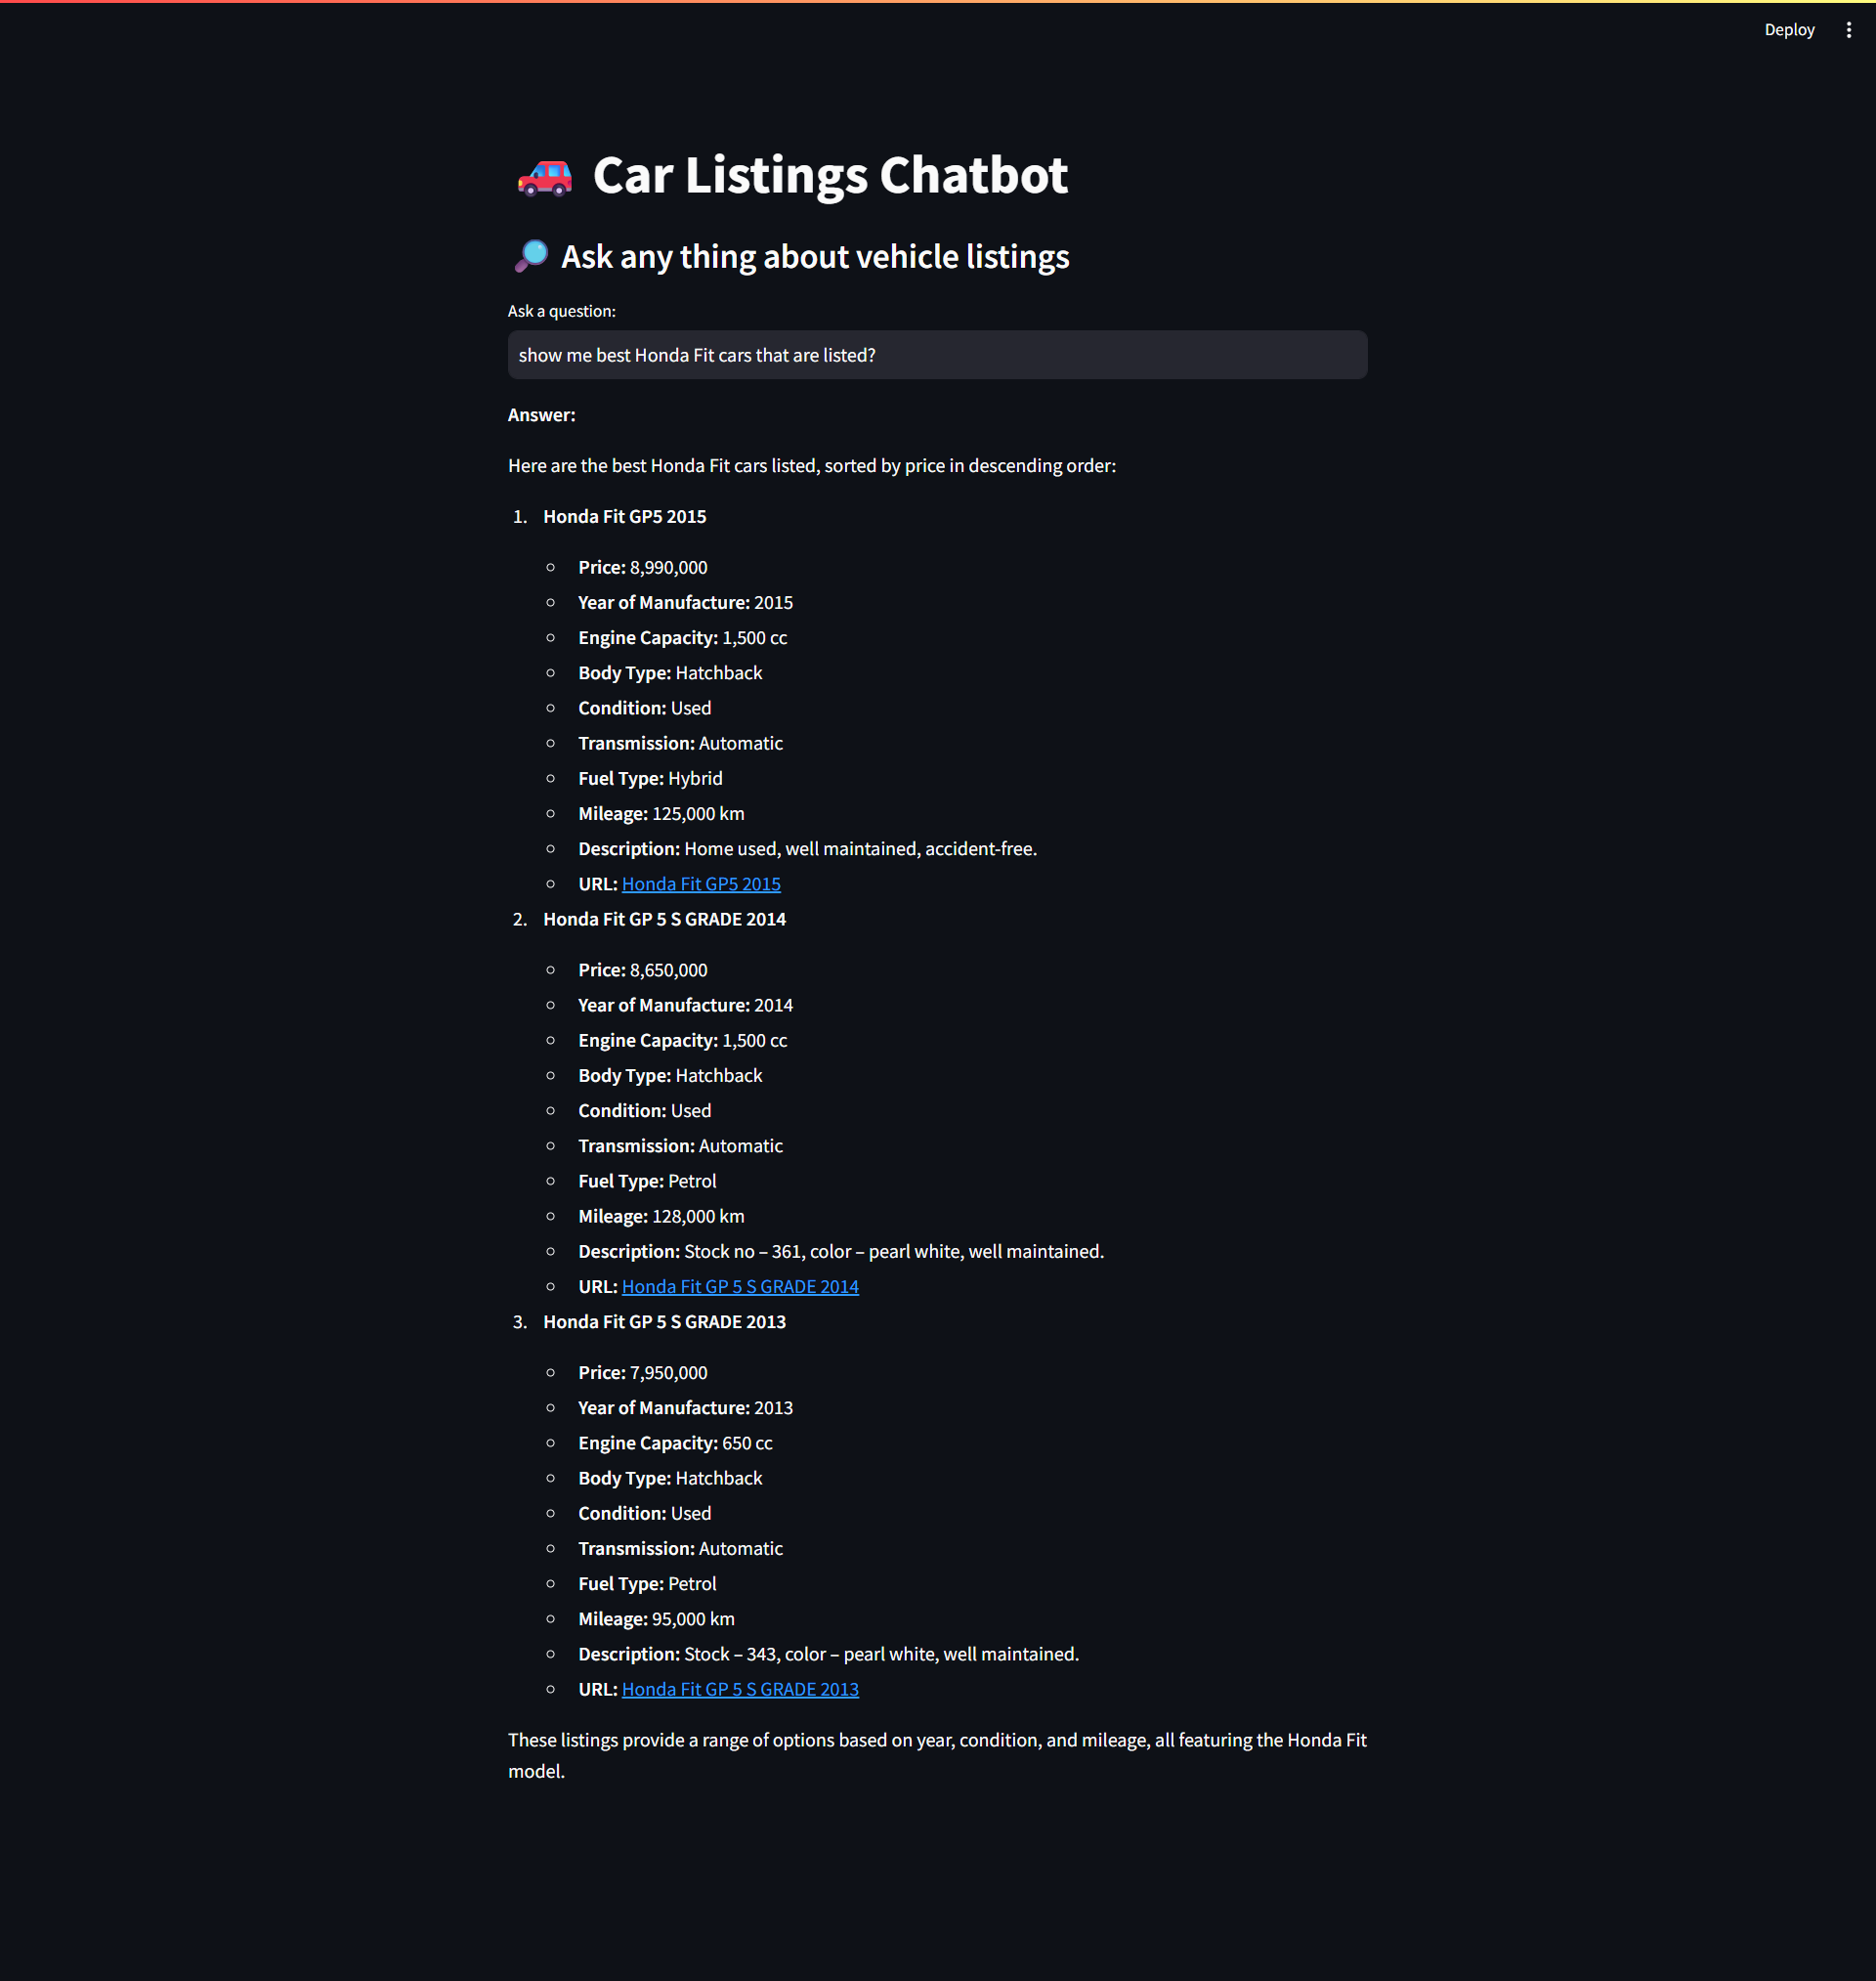 Deploy
Car Listings Chatbot
Ask any thing about vehicle listings
Ask a question:
show me best Honda Fit cars that are listed?
Answer:
Here are the best Honda Fit cars listed, sorted by price in descending order:
1. Honda Fit GP5 2015
Price: 8,990,000
Year of Manufacture: 2015
Engine Capacity: 1,500 cc
Body Type: Hatchback
Condition: Used
Transmission: Automatic
Fuel Type: Hybrid
Mileage: 125,000 km
Description: Home used, well maintained, accident-free.
URL: Honda Fit GP5 2015
2. Honda Fit GP 5 S GRADE 2014
Price: 8,650,000
Year of Manufacture: 2014
Engine Capacity: 1,500 cc
Body Type: Hatchback
Condition: Used
Transmission: Automatic
Fuel Type: Petrol
Mileage: 128,000 km
Description: Stock no – 361, color – pearl white, well maintained.
URL: Honda Fit GP 5 S GRADE 2014
3. Honda Fit GP 5 S GRADE 2013
Price: 7,950,000
Year of Manufacture: 2013
Engine Capacity: 650 cc
Body Type: Hatchback
Condition: Used
Transmission: Automatic
Fuel Type: Petrol
Mileage: 95,000 km
Description: Stock – 343, color – pearl white, well maintained.
URL: Honda Fit GP 5 S GRADE 2013
These listings provide a range of options based on year, condition, and mileage, all featuring the Honda Fit
model.